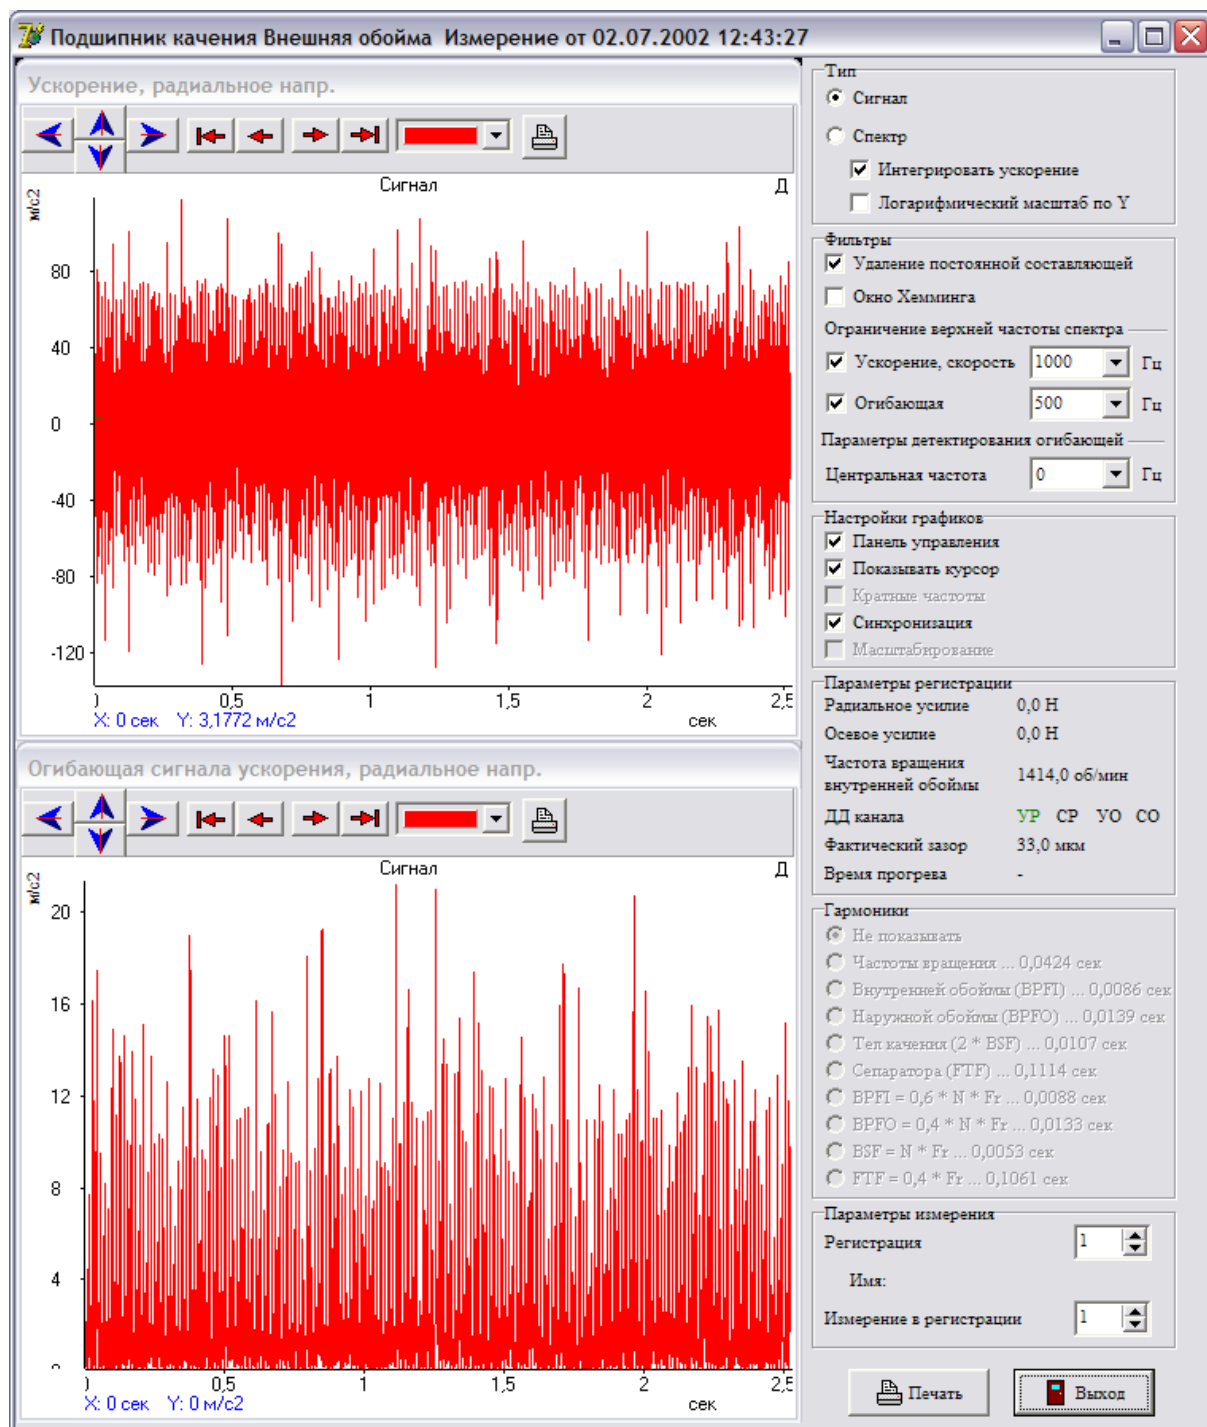 Подшипник качения Внешняя обойма Измерение от 02.07.2002 12:43:27
Ускорение, радиальное напр.
Сигнал
Д
м/с2
80
40
0
-40
-80
-120
0,5
1
1,5
2
2,5
X: 0 сек Y: 3,1772 м/с2
сек
Огибающая сигнала ускорения, радиальное напр.
Сигнал
Д
м/с2
20
16
12
8
4
0
0,5
1
1,5
2
2,5
X: 0 сек Y: 0 м/с2
сек
Тип
Сигнал
Спектр
Интегрировать ускорение
Логарифмический масштаб по Y
Фильтры
Удаление постоянной составляющей
Окно Хемминга
Ограничение верхней частоты спектра
Ускорение, скорость 1000 Гц
Огибающая 500 Гц
Параметры детектирования огибающей
Центральная частота 0 Гц
Настройки графиков
Панель управления
Показывать курсор
Кратные частоты
Синхронизация
Масштабирование
Параметры регистрации
Радиальное усилие 0,0 Н
Осевое усилие 0,0 Н
Частота вращения
внутренней обоймы 1414,0 об/мин
ДД канала УР СР УО СО
Фактический зазор 33,0 мкм
Время прогрева -
Гармоники
Не показывать
Частоты вращения ... 0,0424 сек
Внутренней обоймы (BPFI) ... 0,0086 сек
Наружной обоймы (BPFO) ... 0,0139 сек
Тел качения (2 * BSF) ... 0,0107 сек
Сепаратора (FTF) ... 0,1114 сек
BPFI = 0,6 * N * Fr ... 0,0088 сек
BPFO = 0,4 * N * Fr ... 0,0133 сек
BSF = N * Fr ... 0,0053 сек
FTF = 0,4 * Fr ... 0,1061 сек
Параметры измерения
Регистрация 1
Имя:
Измерение в регистрации 1
Печать
Выход